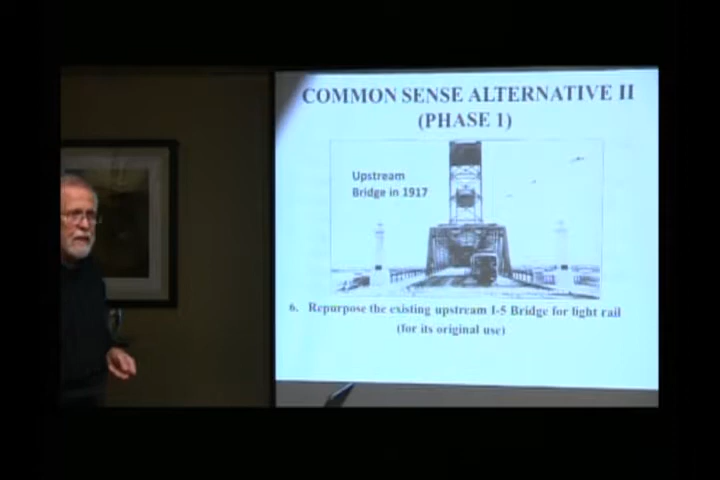 COMMON SENSE ALTERNATIVE II
(PHASE 1)
Upstream
Bridge in 1917
6. Repurpose the existing upstream I-5 Bridge for light rail
(for its original use)